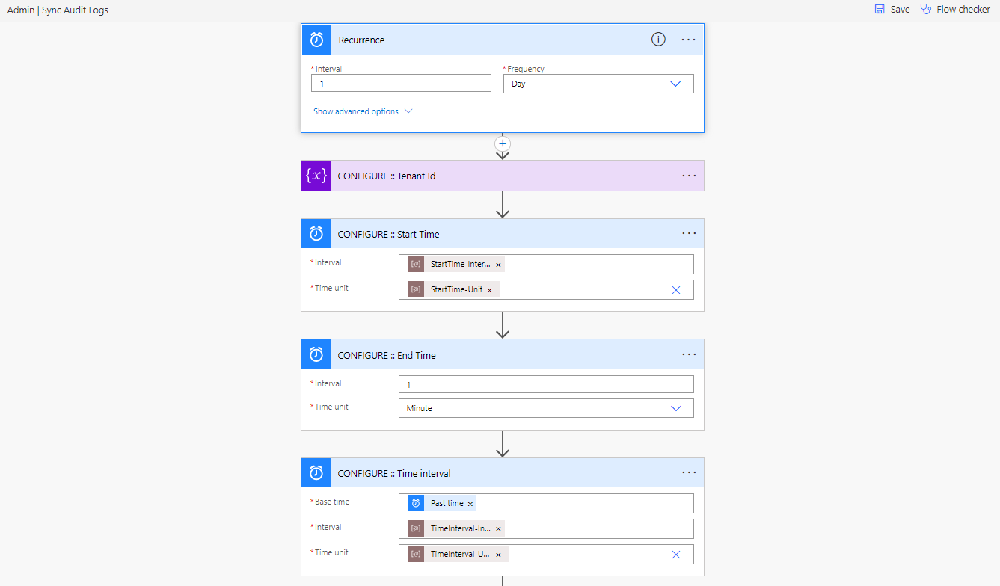 Admin | Sync Audit Logs
Save Flow checker
Recurrence
*Interval *Frequency
1 Day
Show advanced options
{x} CONFIGURE :: Tenant Id
CONFIGURE :: Start Time
*Interval StartTime-Inter... ×
*Time unit StartTime-Unit ×
CONFIGURE :: End Time
*Interval 1
*Time unit Minute
CONFIGURE :: Time interval
*Base time Past time ×
*Interval TimeInterval-In... ×
*Time unit TimeInterval-U... ×